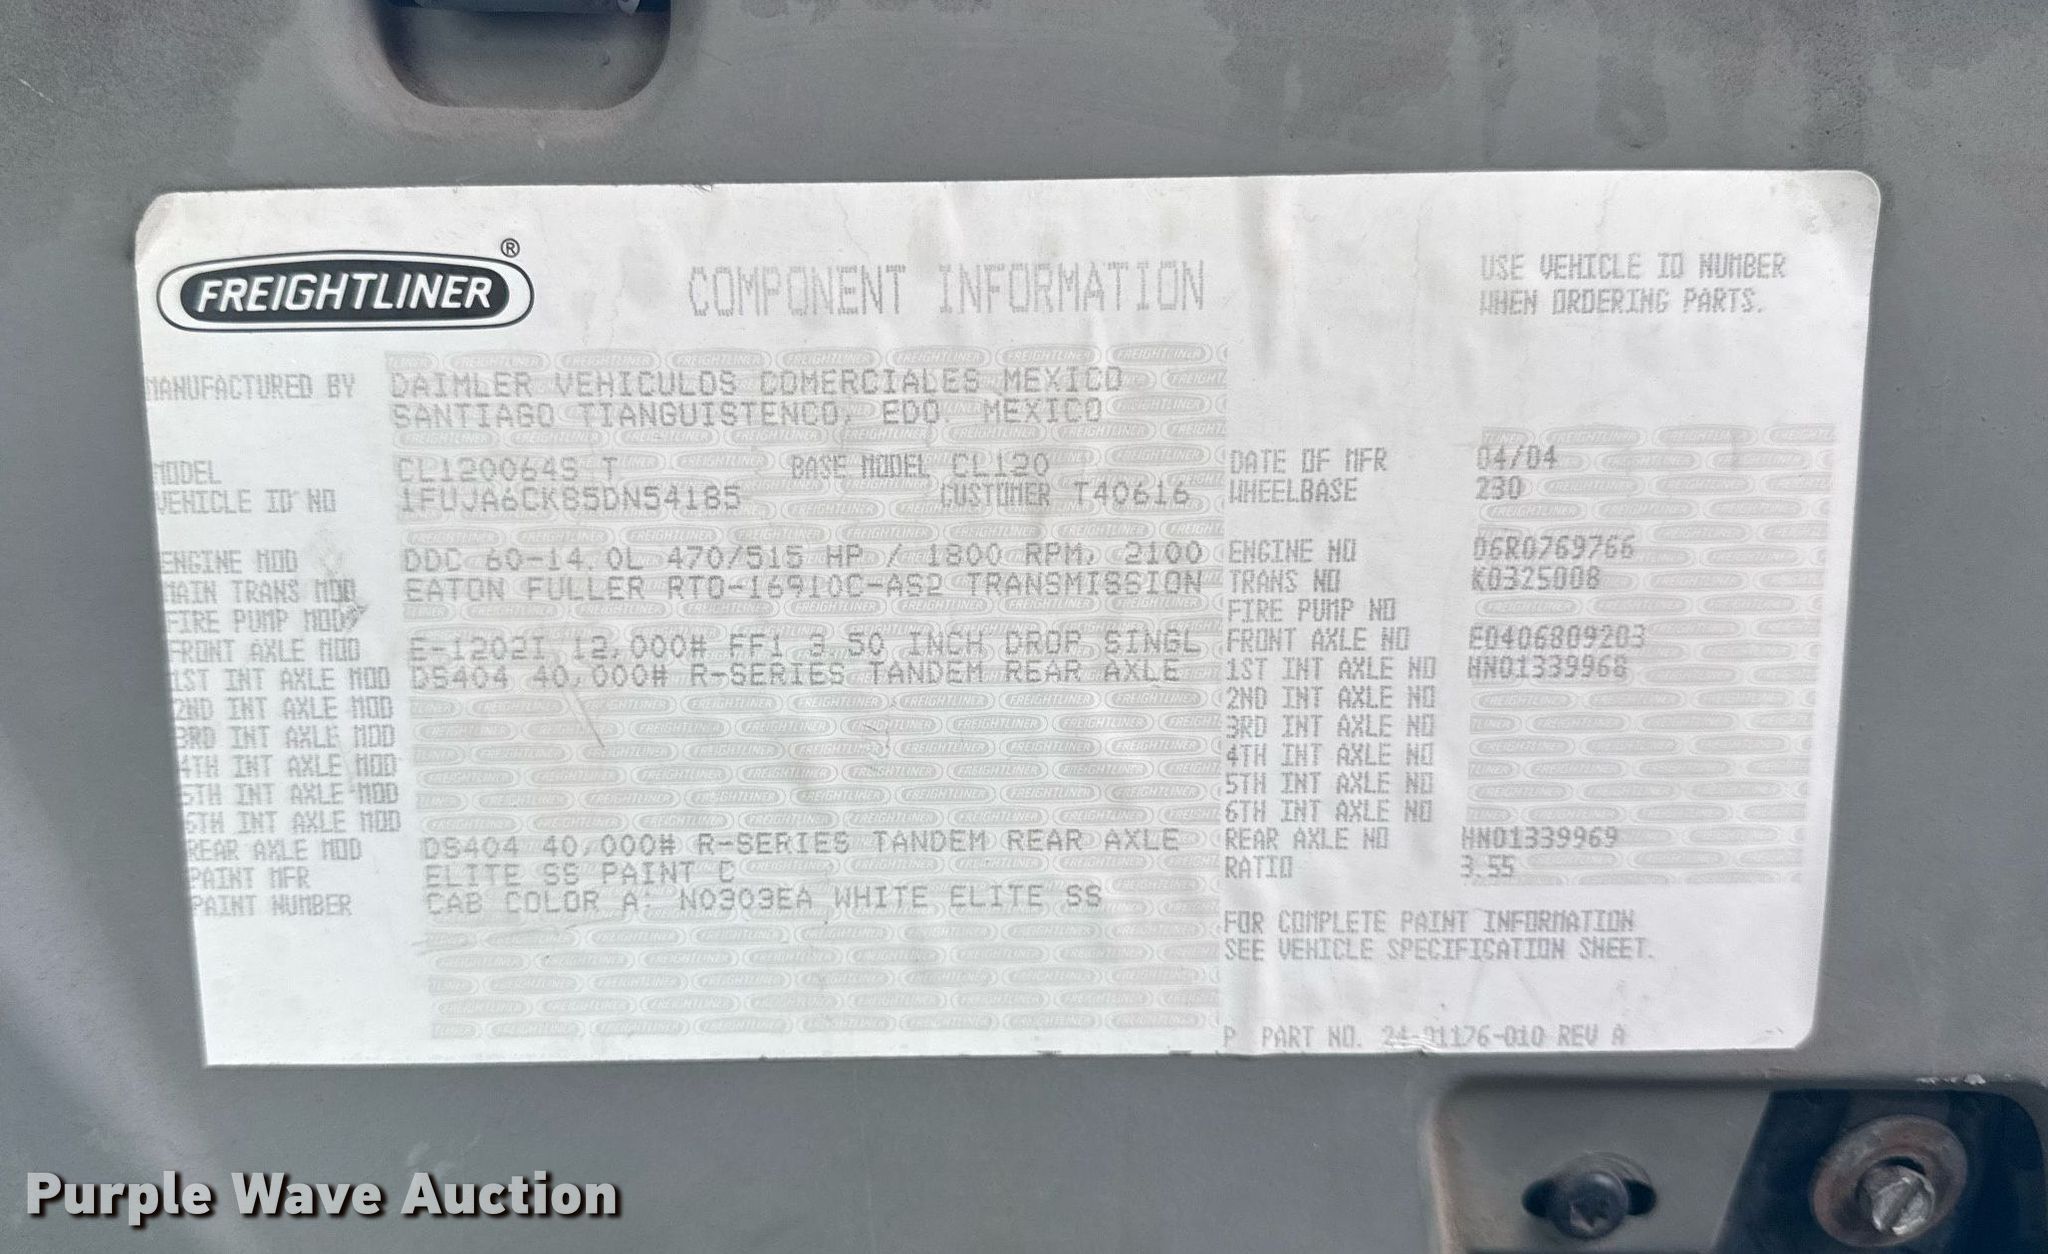 FREIGHTLINER ®
COMPONENT INFORMATION
USE VEHICLE ID NUMBER
WHEN ORDERING PARTS.
MANUFACTURED BY DAIMLER VEHICULOS COMERCIALES MEXICO
SANTIAGO TIANGUISTENCO, EDO. MEXICO
MODEL CL120064S T BASE MODEL CL120 DATE OF MFR 04/04
VEHICLE ID NO 1FUJA6CK85DN54185 CUSTOMER T40616 WHEELBASE 230
ENGINE MOD DDC 60-14.0L 470/515 HP / 1800 RPM, 2100 ENGINE NO 06R0769766
MAIN TRANS MOD EATON FULLER RTO-16910C-AS2 TRANSMISSION TRANS NO K0325008
FIRE PUMP MOD FIRE PUMP NO
FRONT AXLE MOD E-1202I 12,000# FF1 3.50 INCH DROP SINGL FRONT AXLE NO E0406809203
1ST INT AXLE MOD DS404 40,000# R-SERIES TANDEM REAR AXLE 1ST INT AXLE NO HN01339968
2ND INT AXLE MOD 2ND INT AXLE NO
3RD INT AXLE MOD 3RD INT AXLE NO
4TH INT AXLE MOD 4TH INT AXLE NO
5TH INT AXLE MOD 5TH INT AXLE NO
6TH INT AXLE MOD 6TH INT AXLE NO
REAR AXLE MOD DS404 40,000# R-SERIES TANDEM REAR AXLE REAR AXLE NO HN01339969
PAINT MFR ELITE SS PAINT C RATIO 3.55
PAINT NUMBER CAB COLOR A: N0303EA WHITE ELITE SS
FOR COMPLETE PAINT INFORMATION
SEE VEHICLE SPECIFICATION SHEET.
P PART NO. 24-01176-010 REV A
Purple Wave Auction